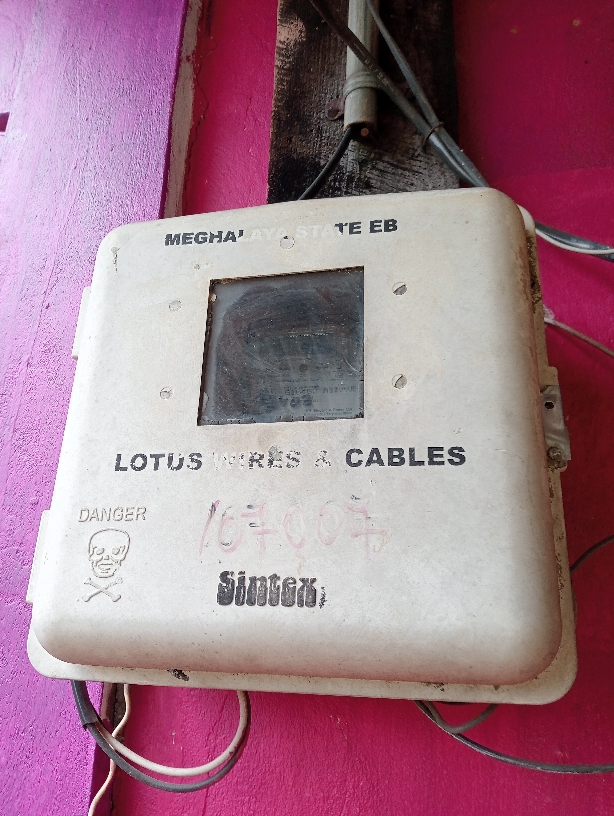 MEGHALAYA STATE EB
LOTUS WIRES & CABLES
DANGER
167007
Sintex